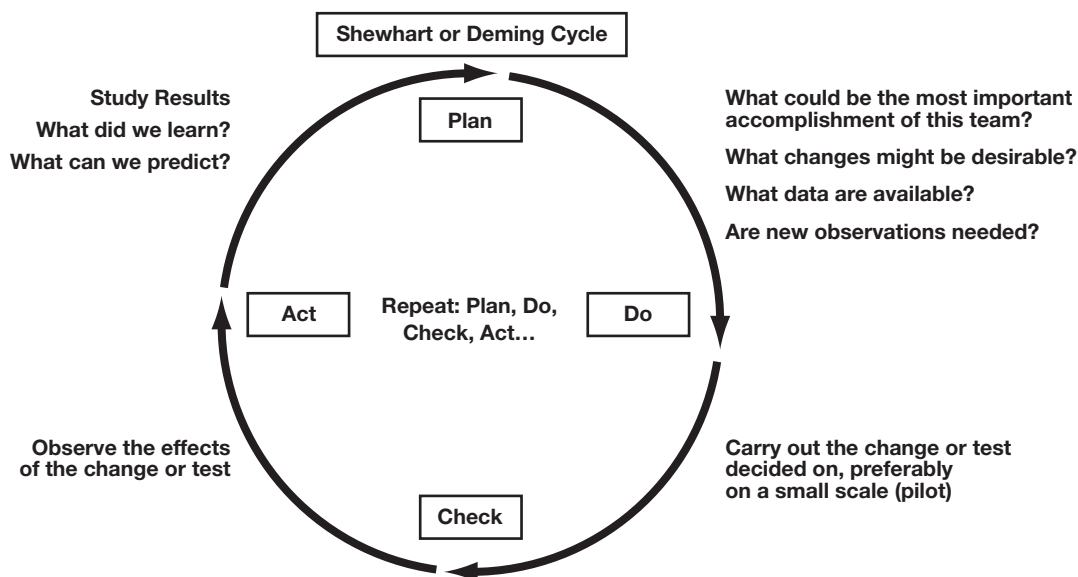 Shewhart or Deming Cycle
Study Results
What did we learn?
What can we predict?
Plan
What could be the most important
accomplishment of this team?
What changes might be desirable?
What data are available?
Are new observations needed?
Act
Repeat: Plan, Do,
Check, Act…
Do
Observe the effects
of the change or test
Carry out the change or test
decided on, preferably
on a small scale (pilot)
Check